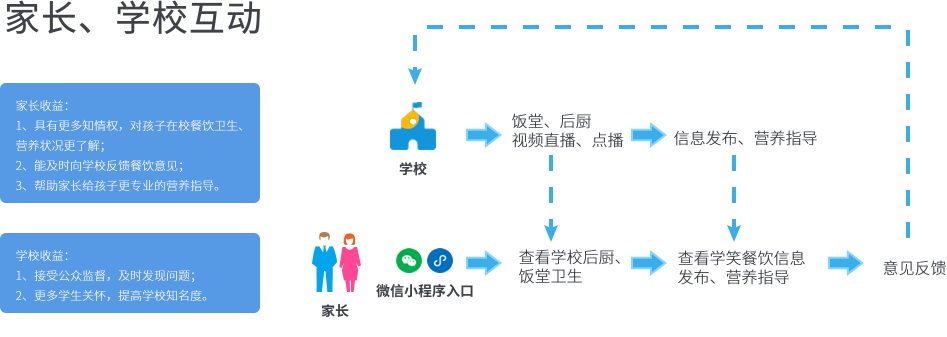 家长、学校互动
家长收益：
1、具有更多知情权，对孩子在校餐饮卫生、
营养状况更了解；
2、能及时向学校反馈餐饮意见；
3、帮助家长给孩子更专业的营养指导。
学校收益：
1、接受公众监督，及时发现问题；
2、更多学生关怀，提高学校知名度。
学校
饭堂、后厨
视频直播、点播
信息发布、营养指导
家长
微信小程序入口
查看学校后厨、
饭堂卫生
查看学笑餐饮信息
发布、营养指导
意见反馈